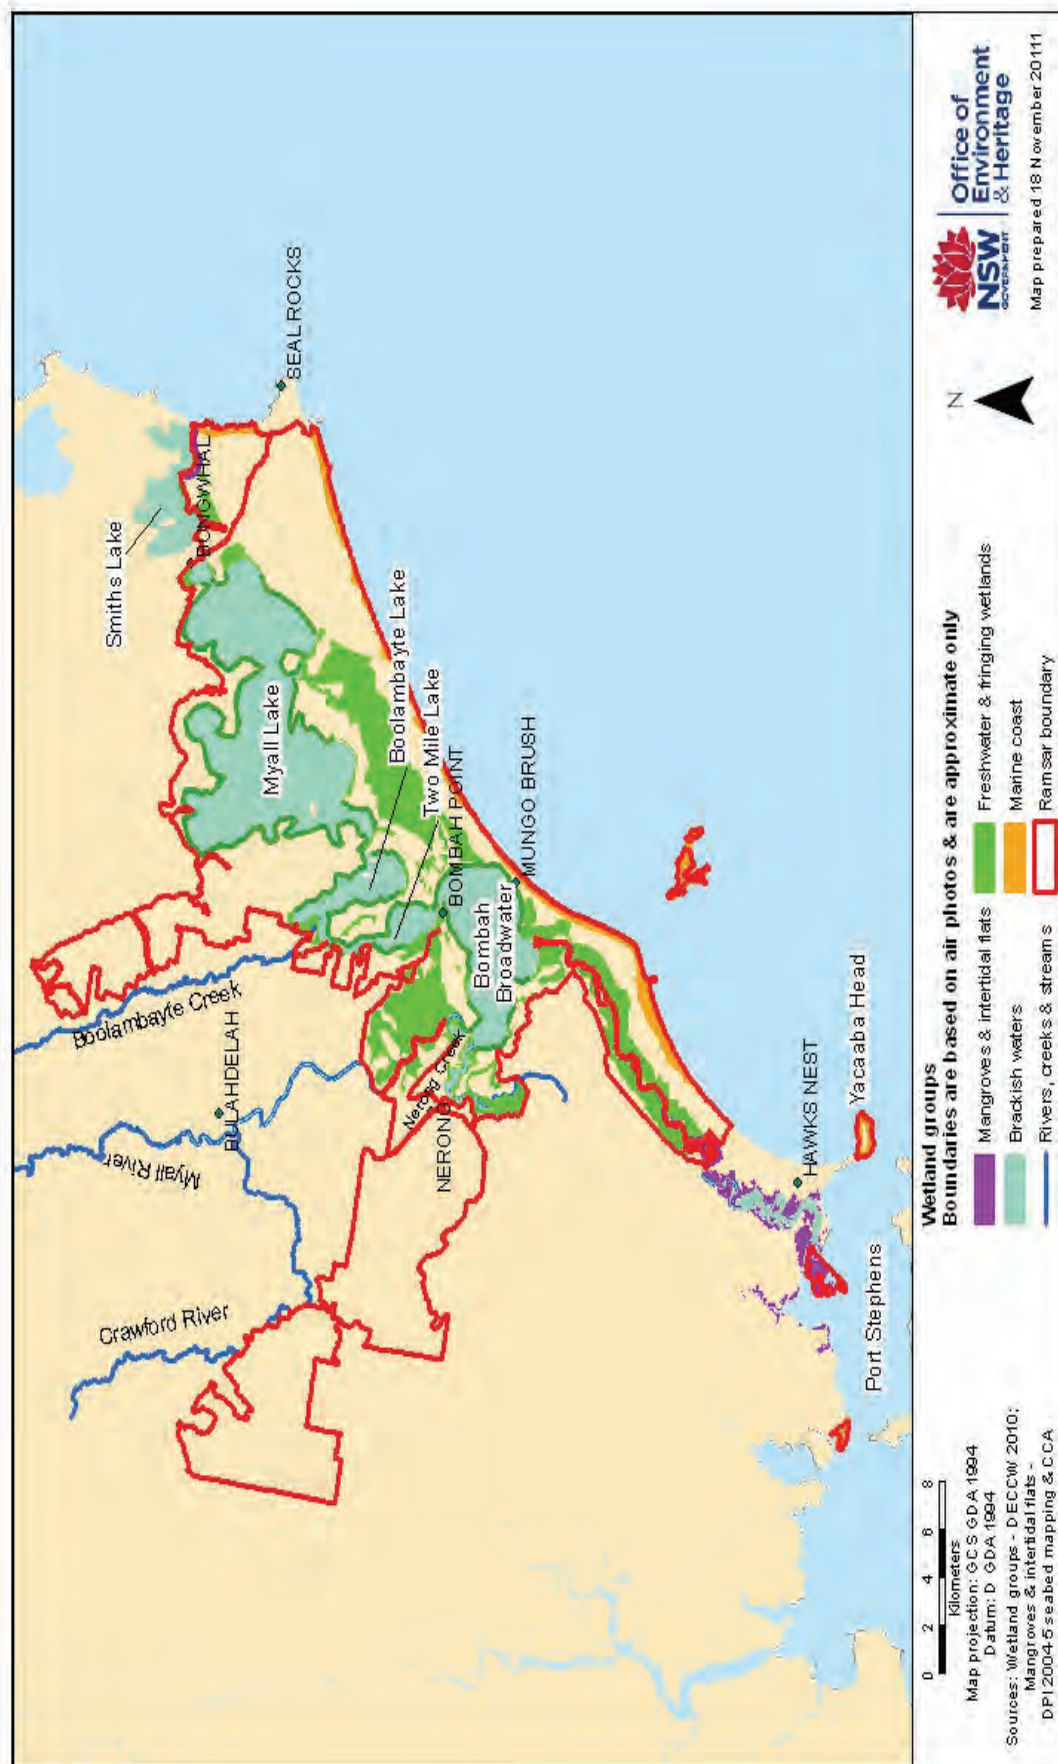 Smiths Lake
BONGWHAL
SEALROCKS
Myall Lake
Boolambayte Lake
Two Mile Lake
BOMBAH POINT
MUNGO BRUSH
Bombah
Broadwater
Boolambayte Creek
BULAHDELAH
Myall River
Crawford River
Nerong Creek
NERONG
HAWKS NEST
Yacaaba Head
Port Stephens
0 2 4 6 8
Kilometers
Map projection: GCS GDA 1994
Datum: D GDA 1994
Sources: Wetland groups - DECCW 2010;
Mangroves & intertidal flats -
DPI 2004-5 seabed mapping & CCA
Wetland groups
Boundaries are based on air photos & are approximate only
Mangroves & intertidal flats
Brackish waters
Rivers, creeks & streams
Freshwater & fringing wetlands
Marine coast
Ramsar boundary
N
NSW
GOVERNMENT
Office of
Environment
& Heritage
Map prepared 18 November 20111